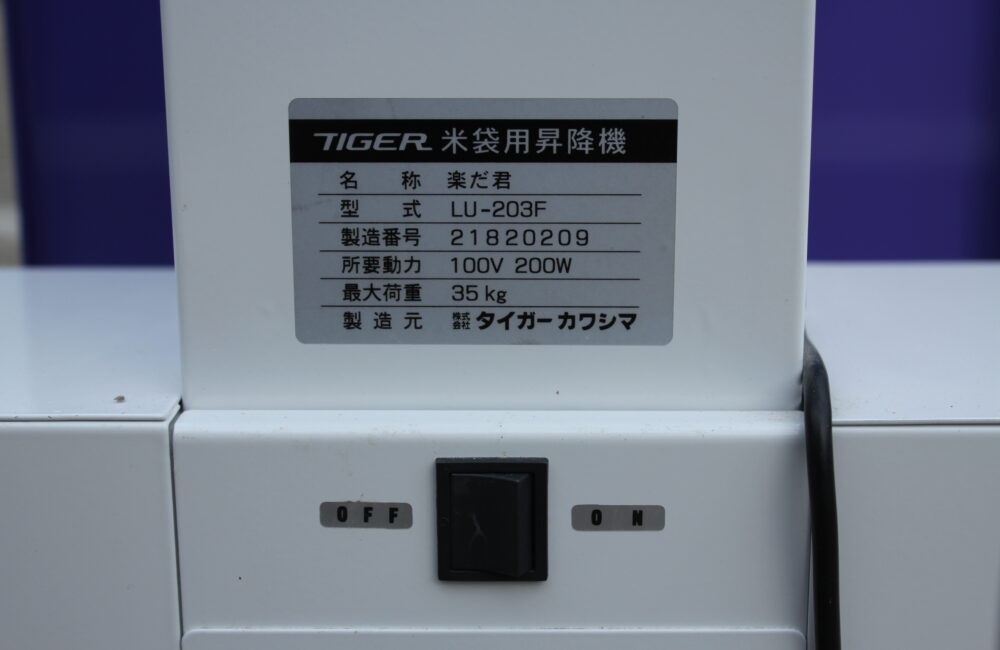 TIGER 米袋用昇降機
名称 楽だ君
型式 LU-203F
製造番号 21820209
所要動力 100V 200W
最大荷重 35kg
製造元 株式会社 タイガーカワシマ
OFF ON